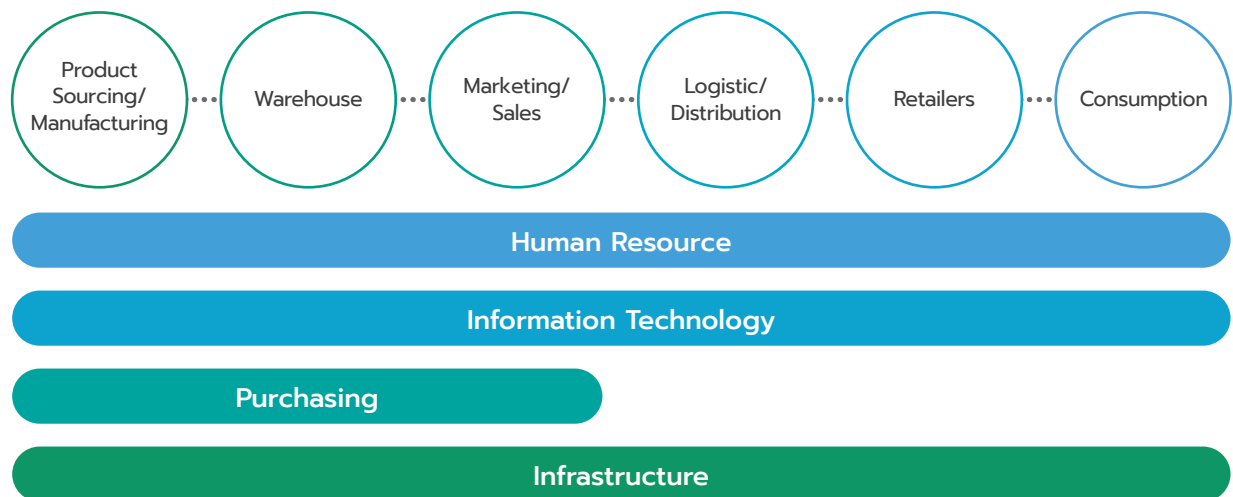 Product
Sourcing/
Manufacturing
Warehouse
Marketing/
Sales
Logistic/
Distribution
Retailers
Consumption
Human Resource
Information Technology
Purchasing
Infrastructure